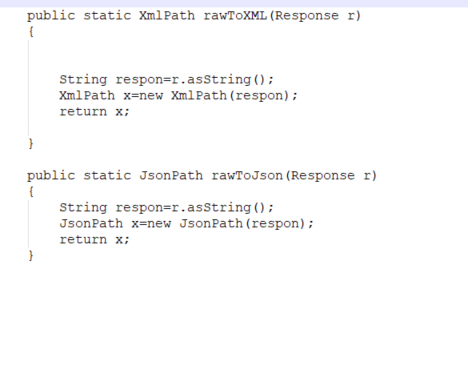 public static XmlPath rawToXML(Response r)
{
String respon=r.asString();
XmlPath x=new XmlPath(respon);
return x;
}
public static JsonPath rawToJson(Response r)
{
String respon=r.asString();
JsonPath x=new JsonPath(respon);
return x;
}